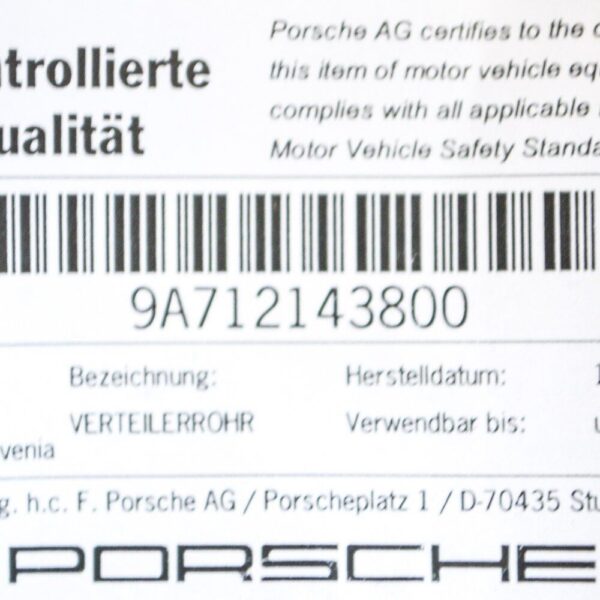 ntrollierte
ualität
Porsche AG certifies to the c
this item of motor vehicle equ
complies with all applicable
Motor Vehicle Safety Standa
9A712143800
Bezeichnung: Herstelldatum: 1
VERTEILERROHR Verwendbar bis: u
venia
g. h.c. F. Porsche AG / Porscheplatz 1 / D-70435 Stu
PORSCHE